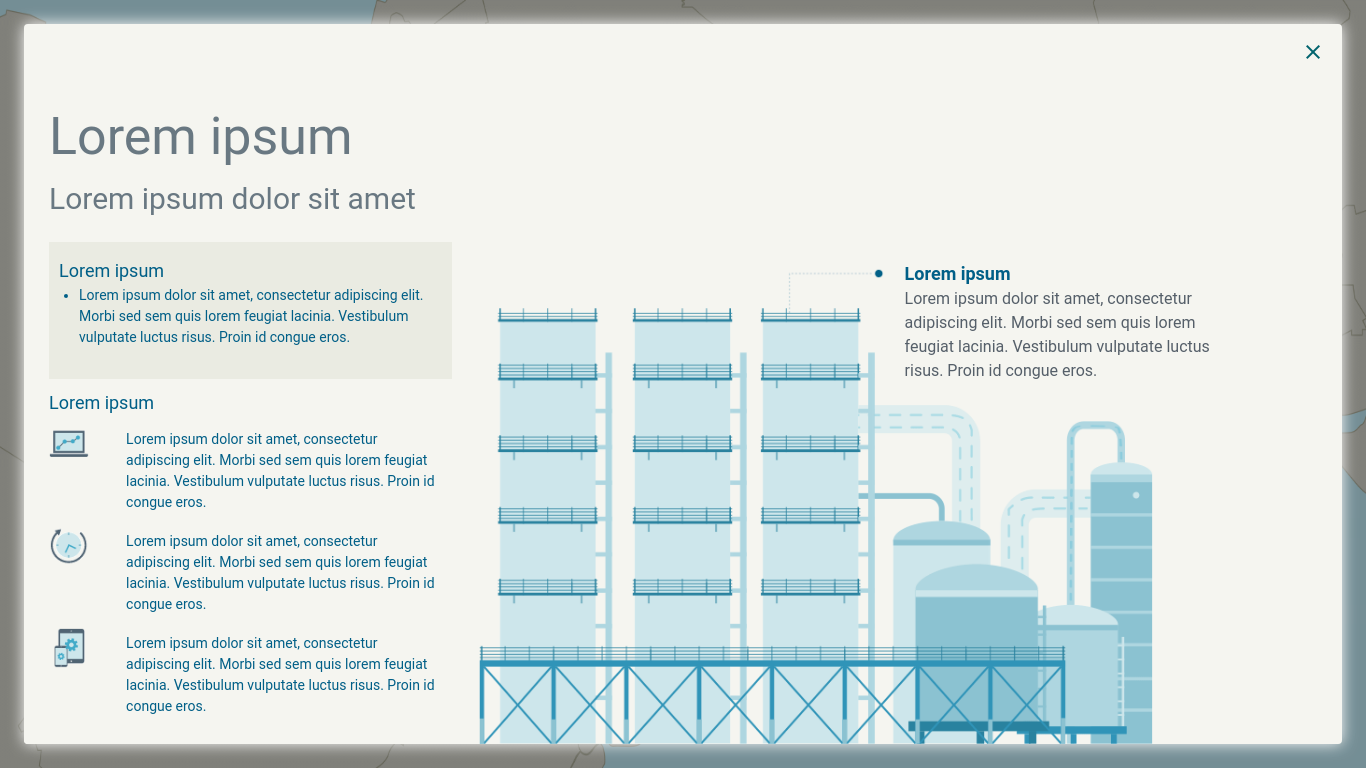 Lorem ipsum
Lorem ipsum dolor sit amet
Lorem ipsum
Lorem ipsum dolor sit amet, consectetur adipiscing elit.
Morbi sed sem quis lorem feugiat lacinia. Vestibulum
vulputate luctus risus. Proin id congue eros.
Lorem ipsum
Lorem ipsum dolor sit amet, consectetur
adipiscing elit. Morbi sed sem quis lorem feugiat
lacinia. Vestibulum vulputate luctus risus. Proin id
congue eros.
Lorem ipsum dolor sit amet, consectetur
adipiscing elit. Morbi sed sem quis lorem feugiat
lacinia. Vestibulum vulputate luctus risus. Proin id
congue eros.
Lorem ipsum dolor sit amet, consectetur
adipiscing elit. Morbi sed sem quis lorem feugiat
lacinia. Vestibulum vulputate luctus risus. Proin id
congue eros.
Lorem ipsum
Lorem ipsum dolor sit amet, consectetur
adipiscing elit. Morbi sed sem quis lorem
feugiat lacinia. Vestibulum vulputate luctus
risus. Proin id congue eros.